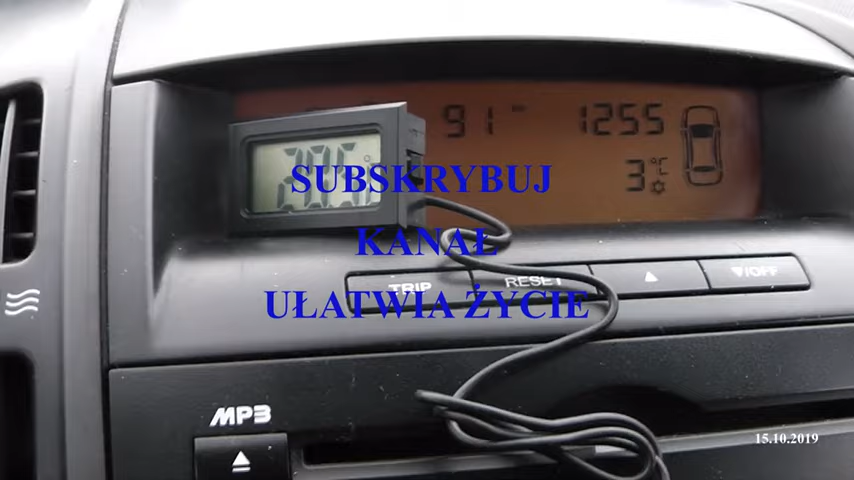 91 1255
3°C
SUBSKRYBUJ
KANAŁ
UŁATWIA ŻYCIE
TRIP RESET ▲ ▼/OFF
MP3
15.10.2019